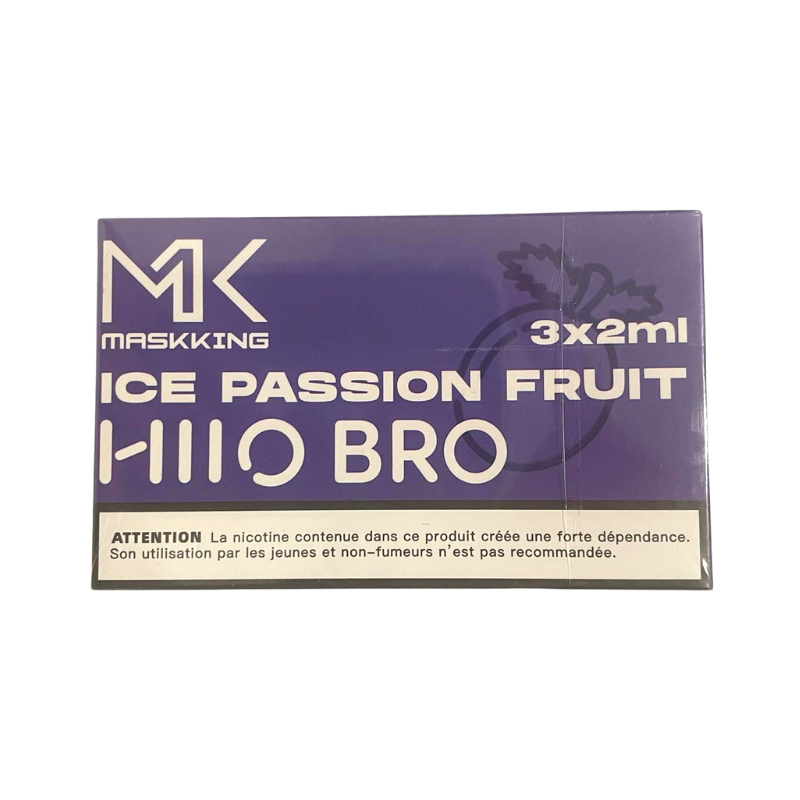 MK
MASKKING
3x2ml
ICE PASSION FRUIT
HIIO BRO
ATTENTION La nicotine contenue dans ce produit créée une forte dépendance.
Son utilisation par les jeunes et non-fumeurs n'est pas recommandée.